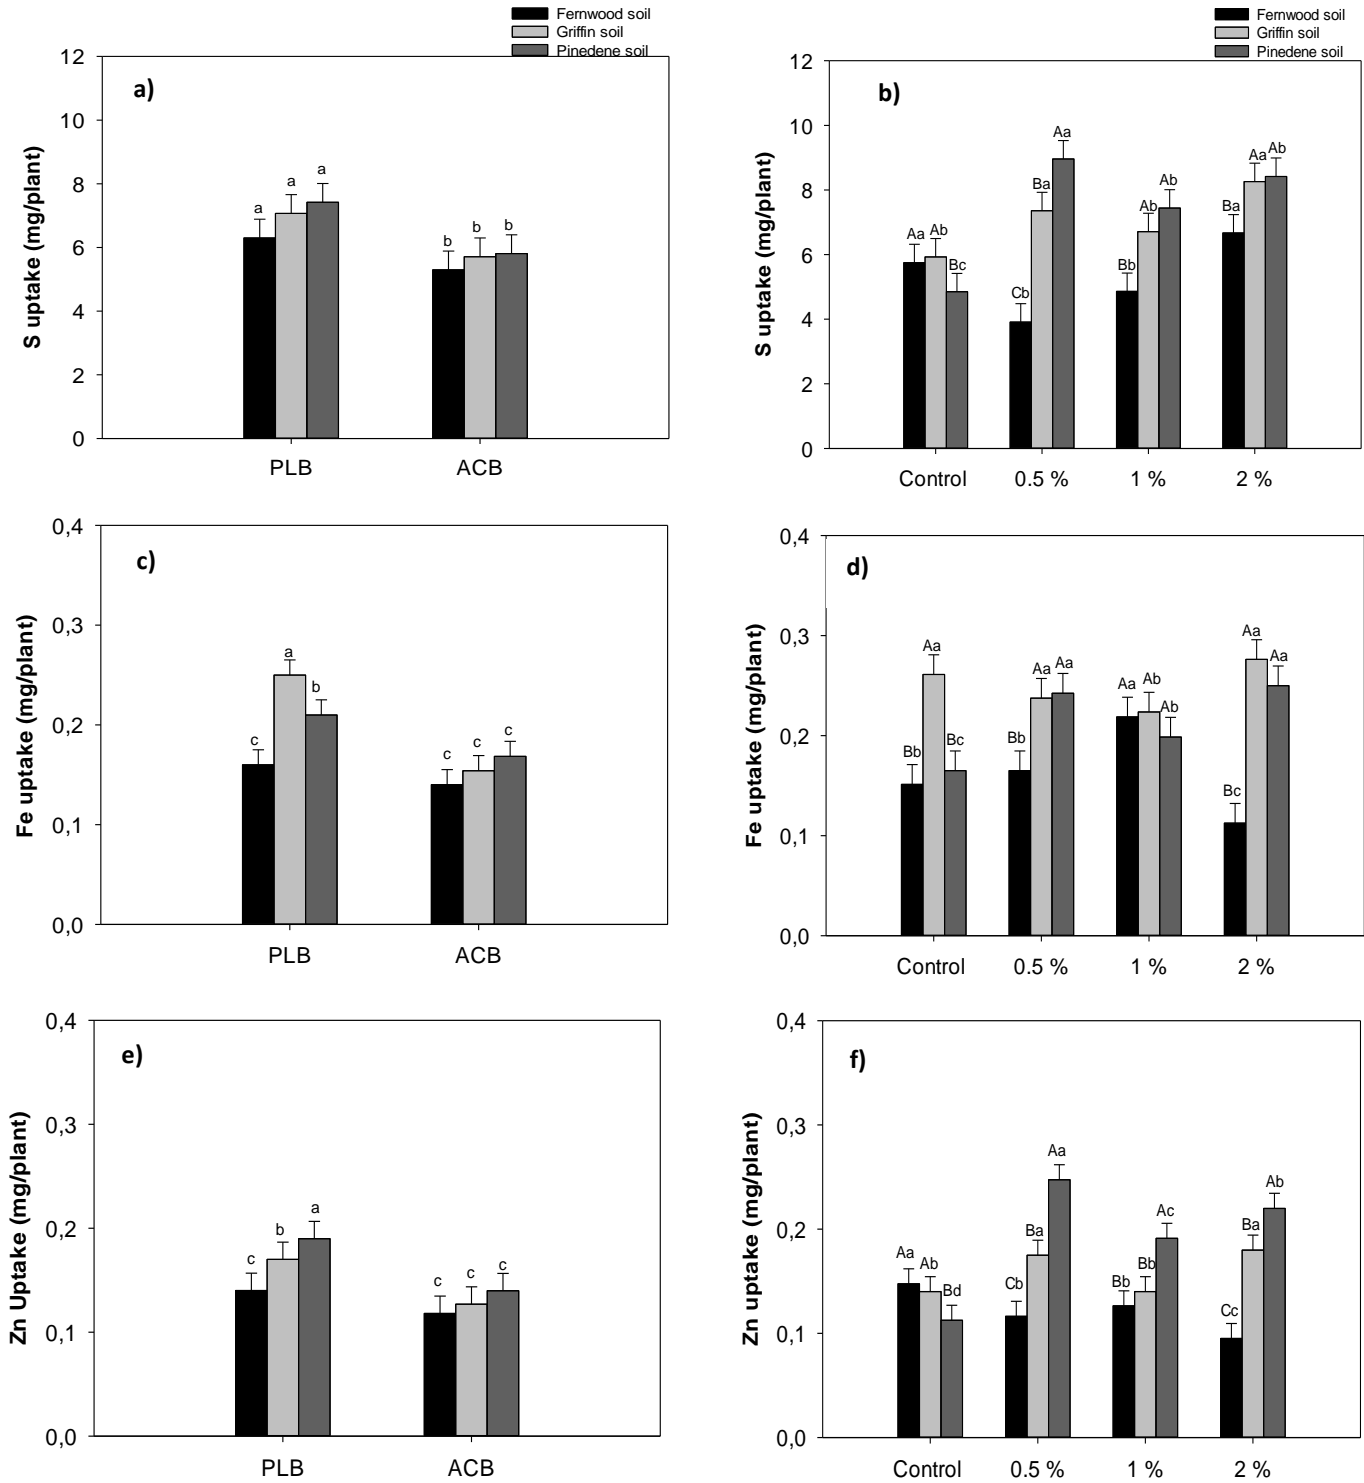 Fernwood soil
Griffin soil
Pinedene soil
a)
S uptake (mg/plant)
12
10
8
6
4
2
0
a
a
a
b
b
b
PLB
ACB
Fernwood soil
Griffin soil
Pinedene soil
b)
S uptake (mg/plant)
12
10
8
6
4
2
0
Aa
Ab
Bc
Cb
Ba
Aa
Bb
Ab
Ab
Ba
Aa
Ab
Control
0.5 %
1 %
2 %
c)
Fe uptake (mg/plant)
0,4
0,3
0,2
0,1
0,0
c
a
b
c
c
c
PLB
ACB
d)
Fe uptake (mg/plant)
0,4
0,3
0,2
0,1
0,0
Bb
Aa
Bc
Bb
Aa
Aa
Aa
Ab
Ab
Bc
Aa
Aa
Control
0.5 %
1 %
2 %
e)
Zn Uptake (mg/plant)
0,4
0,3
0,2
0,1
0,0
c
b
a
c
c
c
PLB
ACB
f)
Zn uptake (mg/plant)
0,4
0,3
0,2
0,1
0,0
Aa
Ab
Bd
Cb
Ba
Aa
Bb
Bb
Ac
Cc
Ba
Ab
Control
0.5 %
1 %
2 %